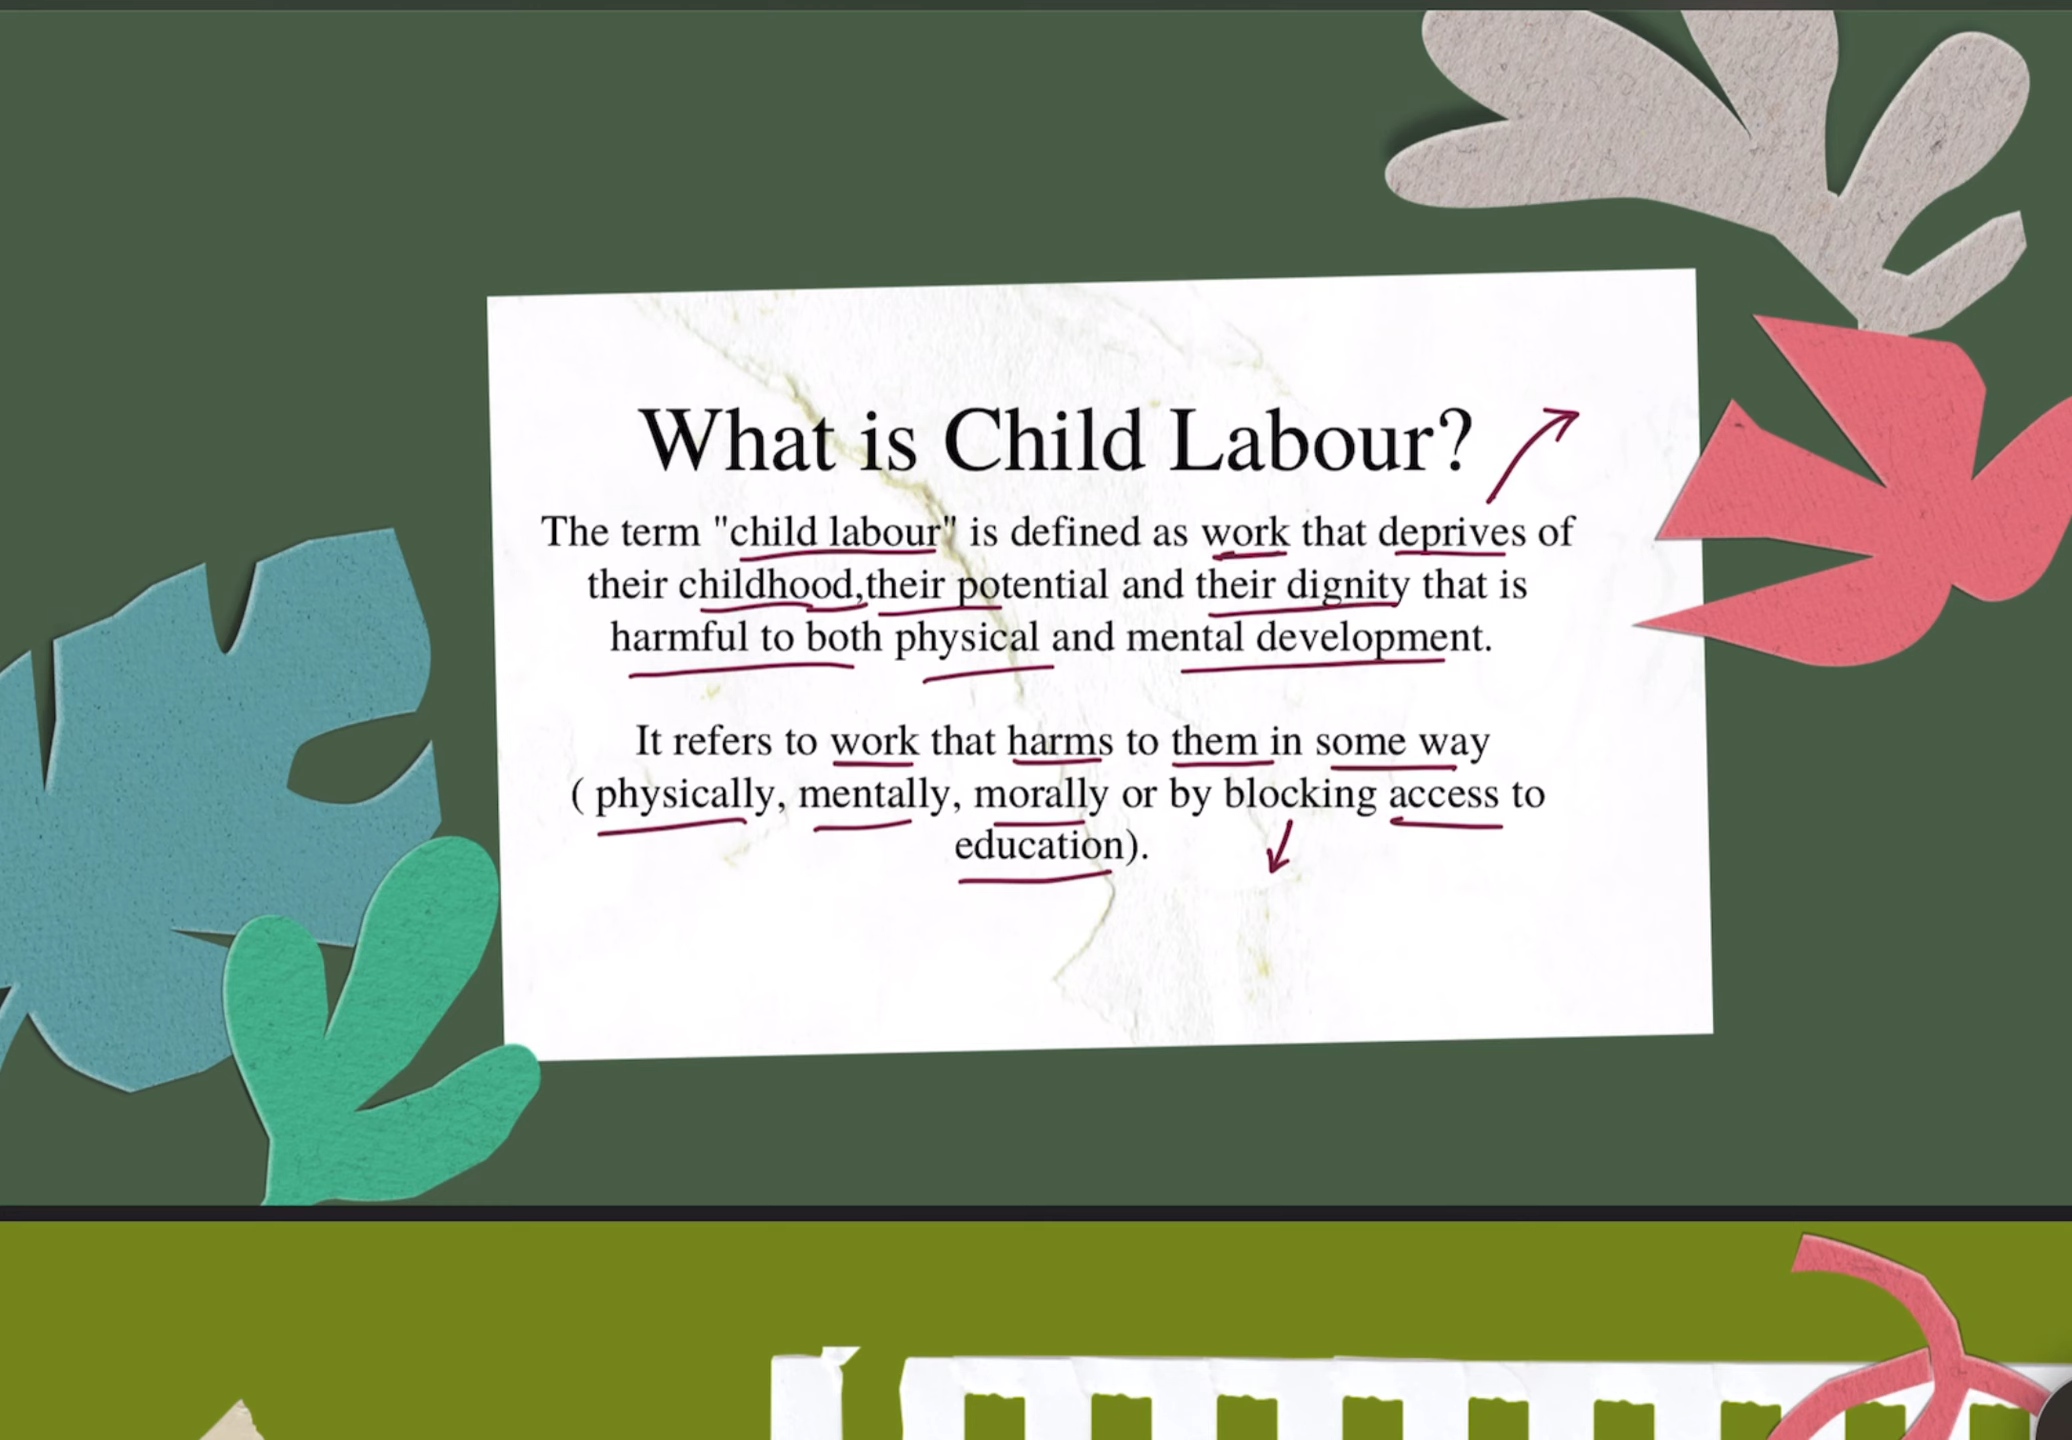 What is Child Labour?
The term "child labour" is defined as work that deprives of
their childhood,their potential and their dignity that is
harmful to both physical and mental development.
It refers to work that harms to them in some way
( physically, mentally, morally or by blocking access to
education).